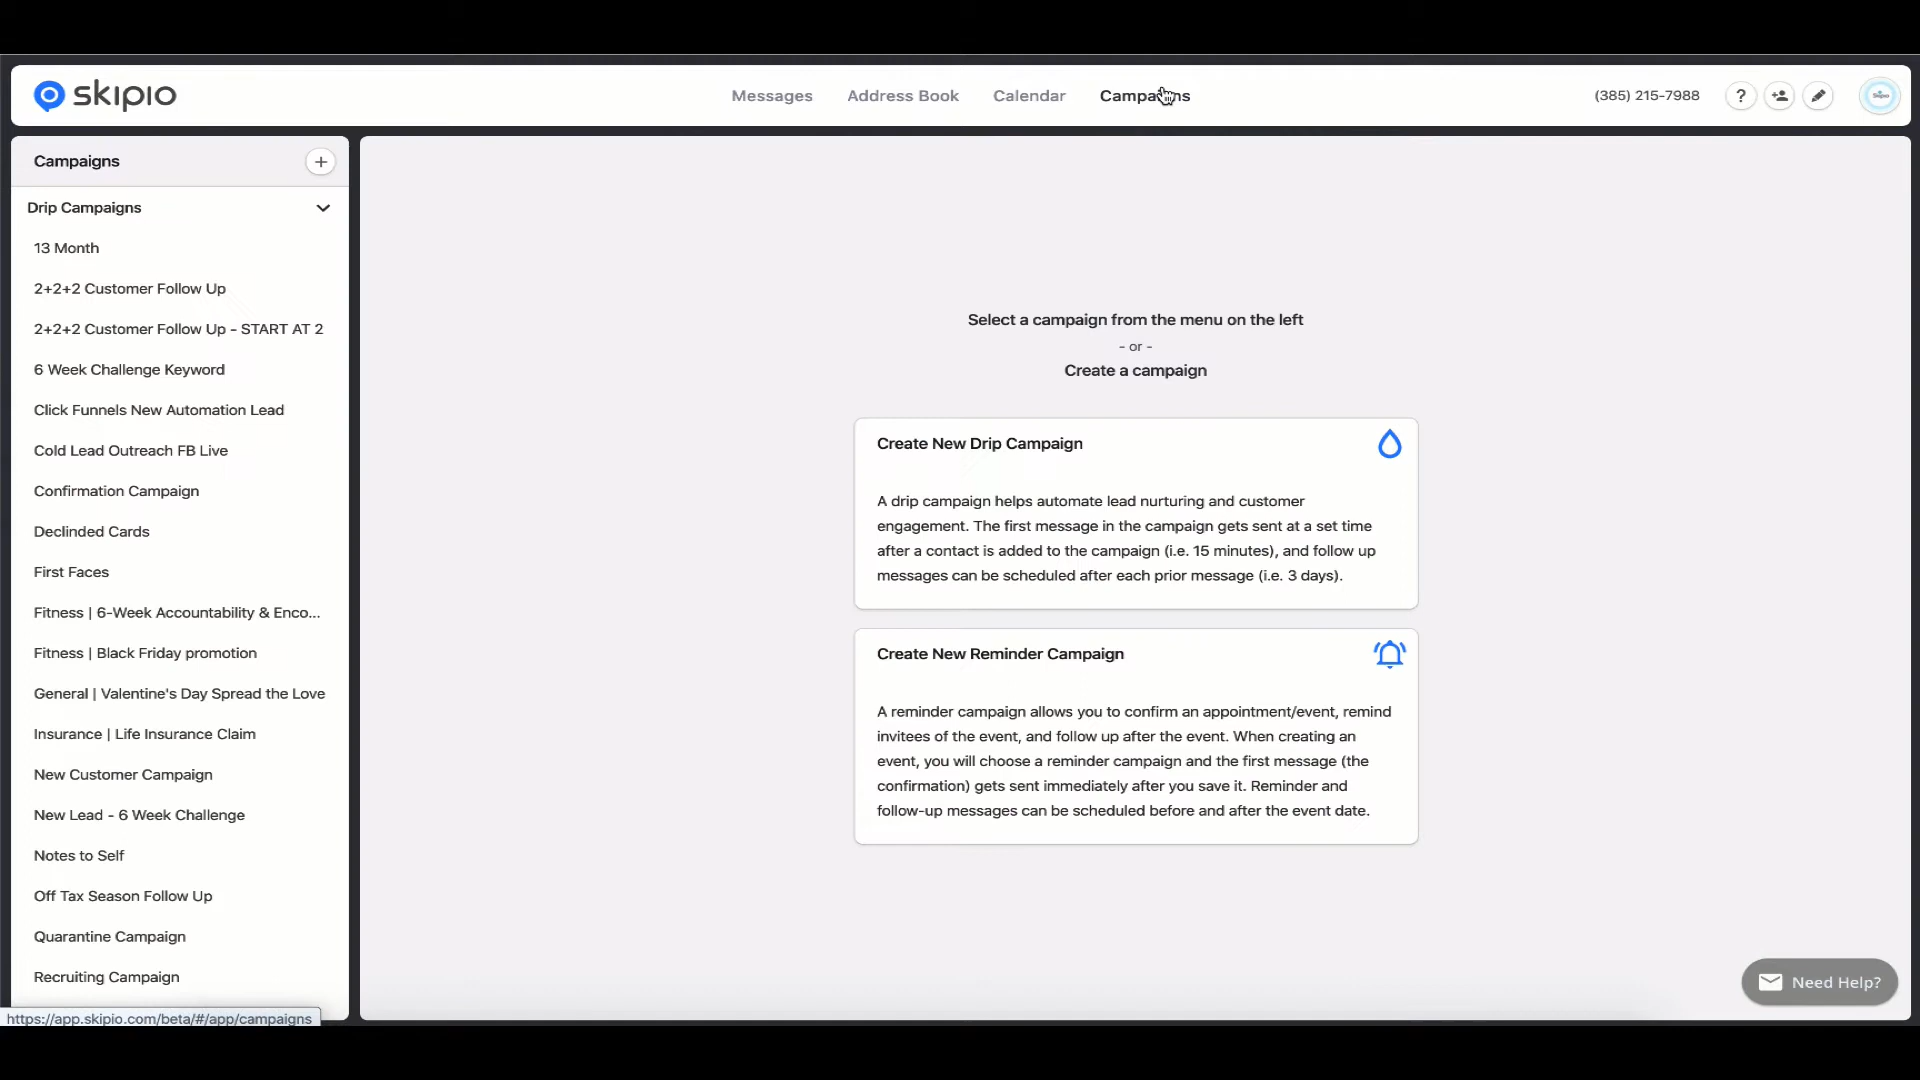 skipio
Messages
Address Book
Calendar
Campaigns
(385) 215-7988
?
Skipio
Campaigns
+
Drip Campaigns
13 Month
2+2+2 Customer Follow Up
2+2+2 Customer Follow Up - START AT 2
6 Week Challenge Keyword
Click Funnels New Automation Lead
Cold Lead Outreach FB Live
Confirmation Campaign
Declinded Cards
First Faces
Fitness | 6-Week Accountability & Enco...
Fitness | Black Friday promotion
General | Valentine's Day Spread the Love
Insurance | Life Insurance Claim
New Customer Campaign
New Lead - 6 Week Challenge
Notes to Self
Off Tax Season Follow Up
Quarantine Campaign
Recruiting Campaign
https://app.skipio.com/beta/#/app/campaigns
Select a campaign from the menu on the left
- or -
Create a campaign
Create New Drip Campaign
A drip campaign helps automate lead nurturing and customer
engagement. The first message in the campaign gets sent at a set time
after a contact is added to the campaign (i.e. 15 minutes), and follow up
messages can be scheduled after each prior message (i.e. 3 days).
Create New Reminder Campaign
A reminder campaign allows you to confirm an appointment/event, remind
invitees of the event, and follow up after the event. When creating an
event, you will choose a reminder campaign and the first message (the
confirmation) gets sent immediately after you save it. Reminder and
follow-up messages can be scheduled before and after the event date.
Need Help?